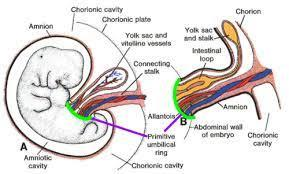 Chorionic cavity
Chorionic plate
Amnion
Yolk sac and
vitelline vessels
Connecting
stalk
A
Amniotic
cavity
Primitive
umbilical
ring
Chorionic cavity
Chorion
Yolk sac
and stalk
Intestinal
loop
Allantois
B
Amnion
Abdominal wall
of embryo
Chorionic
cavity